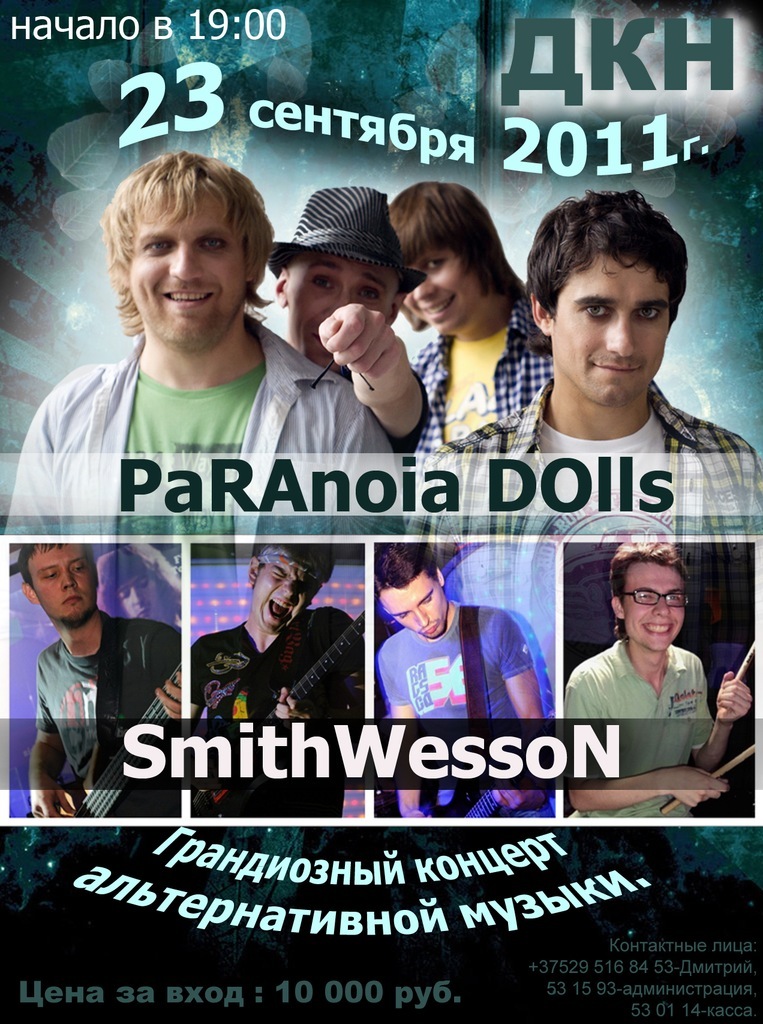 начало в 19:00
ДКН
23 сентября 2011г.
PaRAnoia DOlls
SmithWessoN
Грандиозный концерт
альтернативной музыки.
Контактные лица:
+37529 516 84 53-Дмитрий,
53 15 93-администрация,
53 01 14-касса.
Цена за вход : 10 000 руб.